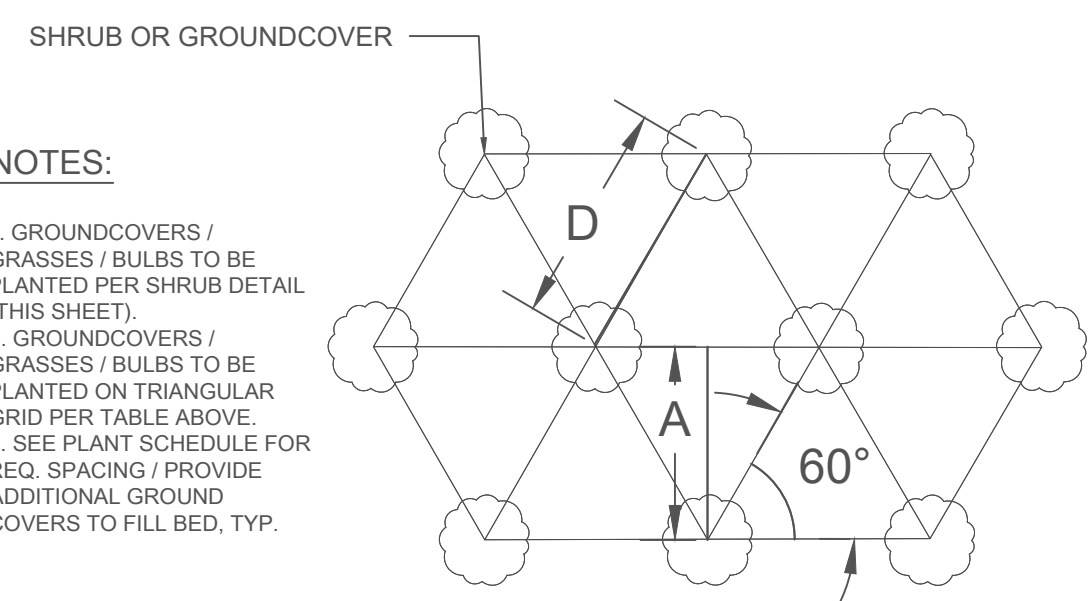 SHRUB OR GROUNDCOVER
NOTES:
. GROUNDCOVERS /
GRASSES / BULBS TO BE
PLANTED PER SHRUB DETAIL
THIS SHEET).
. GROUNDCOVERS /
GRASSES / BULBS TO BE
PLANTED ON TRIANGULAR
GRID PER TABLE ABOVE.
. SEE PLANT SCHEDULE FOR
REQ. SPACING / PROVIDE
ADDITIONAL GROUND
COVERS TO FILL BED, TYP.
D
A
60°